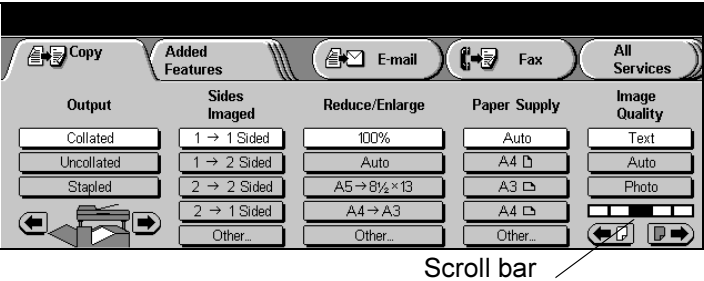 Copy
Added Features
E-mail
Fax
All Services
Output
Collated
Uncollated
Stapled
Sides Imaged
1 → 1 Sided
1 → 2 Sided
2 → 2 Sided
2 → 1 Sided
Other...
Reduce/Enlarge
100%
Auto
A5→8½×13
A4→A3
Other...
Paper Supply
Auto
A4
A3
A4
Other...
Image Quality
Text
Auto
Photo
Scroll bar